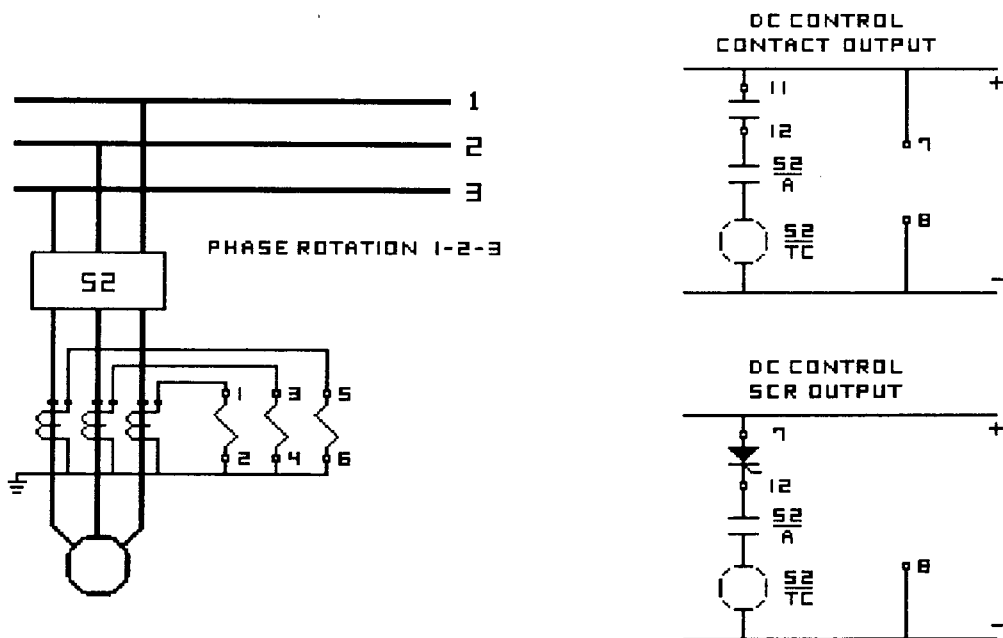 DC CONTROL
CONTACT OUTPUT
1
2
3
PHASE ROTATION 1-2-3
52
1
3
5
2
4
6
+
11
12
7
52
A
8
52
TC
-
DC CONTROL
SCR OUTPUT
+
7
12
52
A
8
52
TC
-